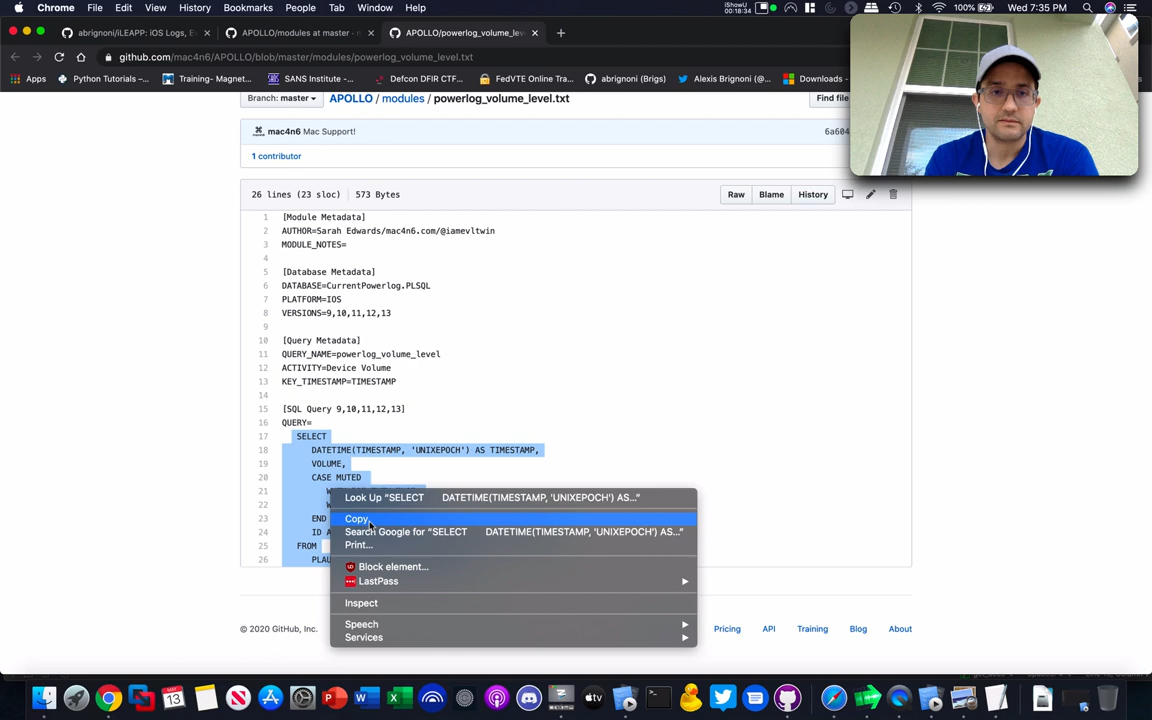 Chrome File Edit View History Bookmarks People Tab Window Help
iShowU
00:18:34
100%
Wed 7:35 PM
abrignoni/iLEAPP: iOS Logs, E
APOLLO/modules at master ·
APOLLO/powerlog_volume_lev
github.com/mac4n6/APOLLO/blob/master/modules/powerlog_volume_level.txt
Apps Python Tutorials –... Training- Magnet... SANS Institute -... Defcon DFIR CTF... FedVTE Online Tra... abrignoni (Brigs) Alexis Brignoni (@... Downloads -
Branch: master
APOLLO / modules / powerlog_volume_level.txt
Find file
mac4n6 Mac Support!
6a604
1 contributor
26 lines (23 sloc) 573 Bytes
Raw Blame History
1 [Module Metadata]
2 AUTHOR=Sarah Edwards/mac4n6.com/@iamevltwin
3 MODULE_NOTES=
4
5 [Database Metadata]
6 DATABASE=CurrentPowerlog.PLSQL
7 PLATFORM=IOS
8 VERSIONS=9,10,11,12,13
9
10 [Query Metadata]
11 QUERY_NAME=powerlog_volume_level
12 ACTIVITY=Device Volume
13 KEY_TIMESTAMP=TIMESTAMP
14
15 [SQL Query 9,10,11,12,13]
16 QUERY=
17 SELECT
18 DATETIME(TIMESTAMP, 'UNIXEPOCH') AS TIMESTAMP,
19 VOLUME,
20 CASE MUTED
21 W
22 W
23 END
24 ID A
25 FROM
26 PLAU
Look Up “SELECT DATETIME(TIMESTAMP, 'UNIXEPOCH') AS...”
Copy
Search Google for “SELECT DATETIME(TIMESTAMP, 'UNIXEPOCH') AS...”
Print...
Block element...
LastPass
Inspect
Speech
Services
© 2020 GitHub, Inc.
Pricing API Training Blog About
MAY
13